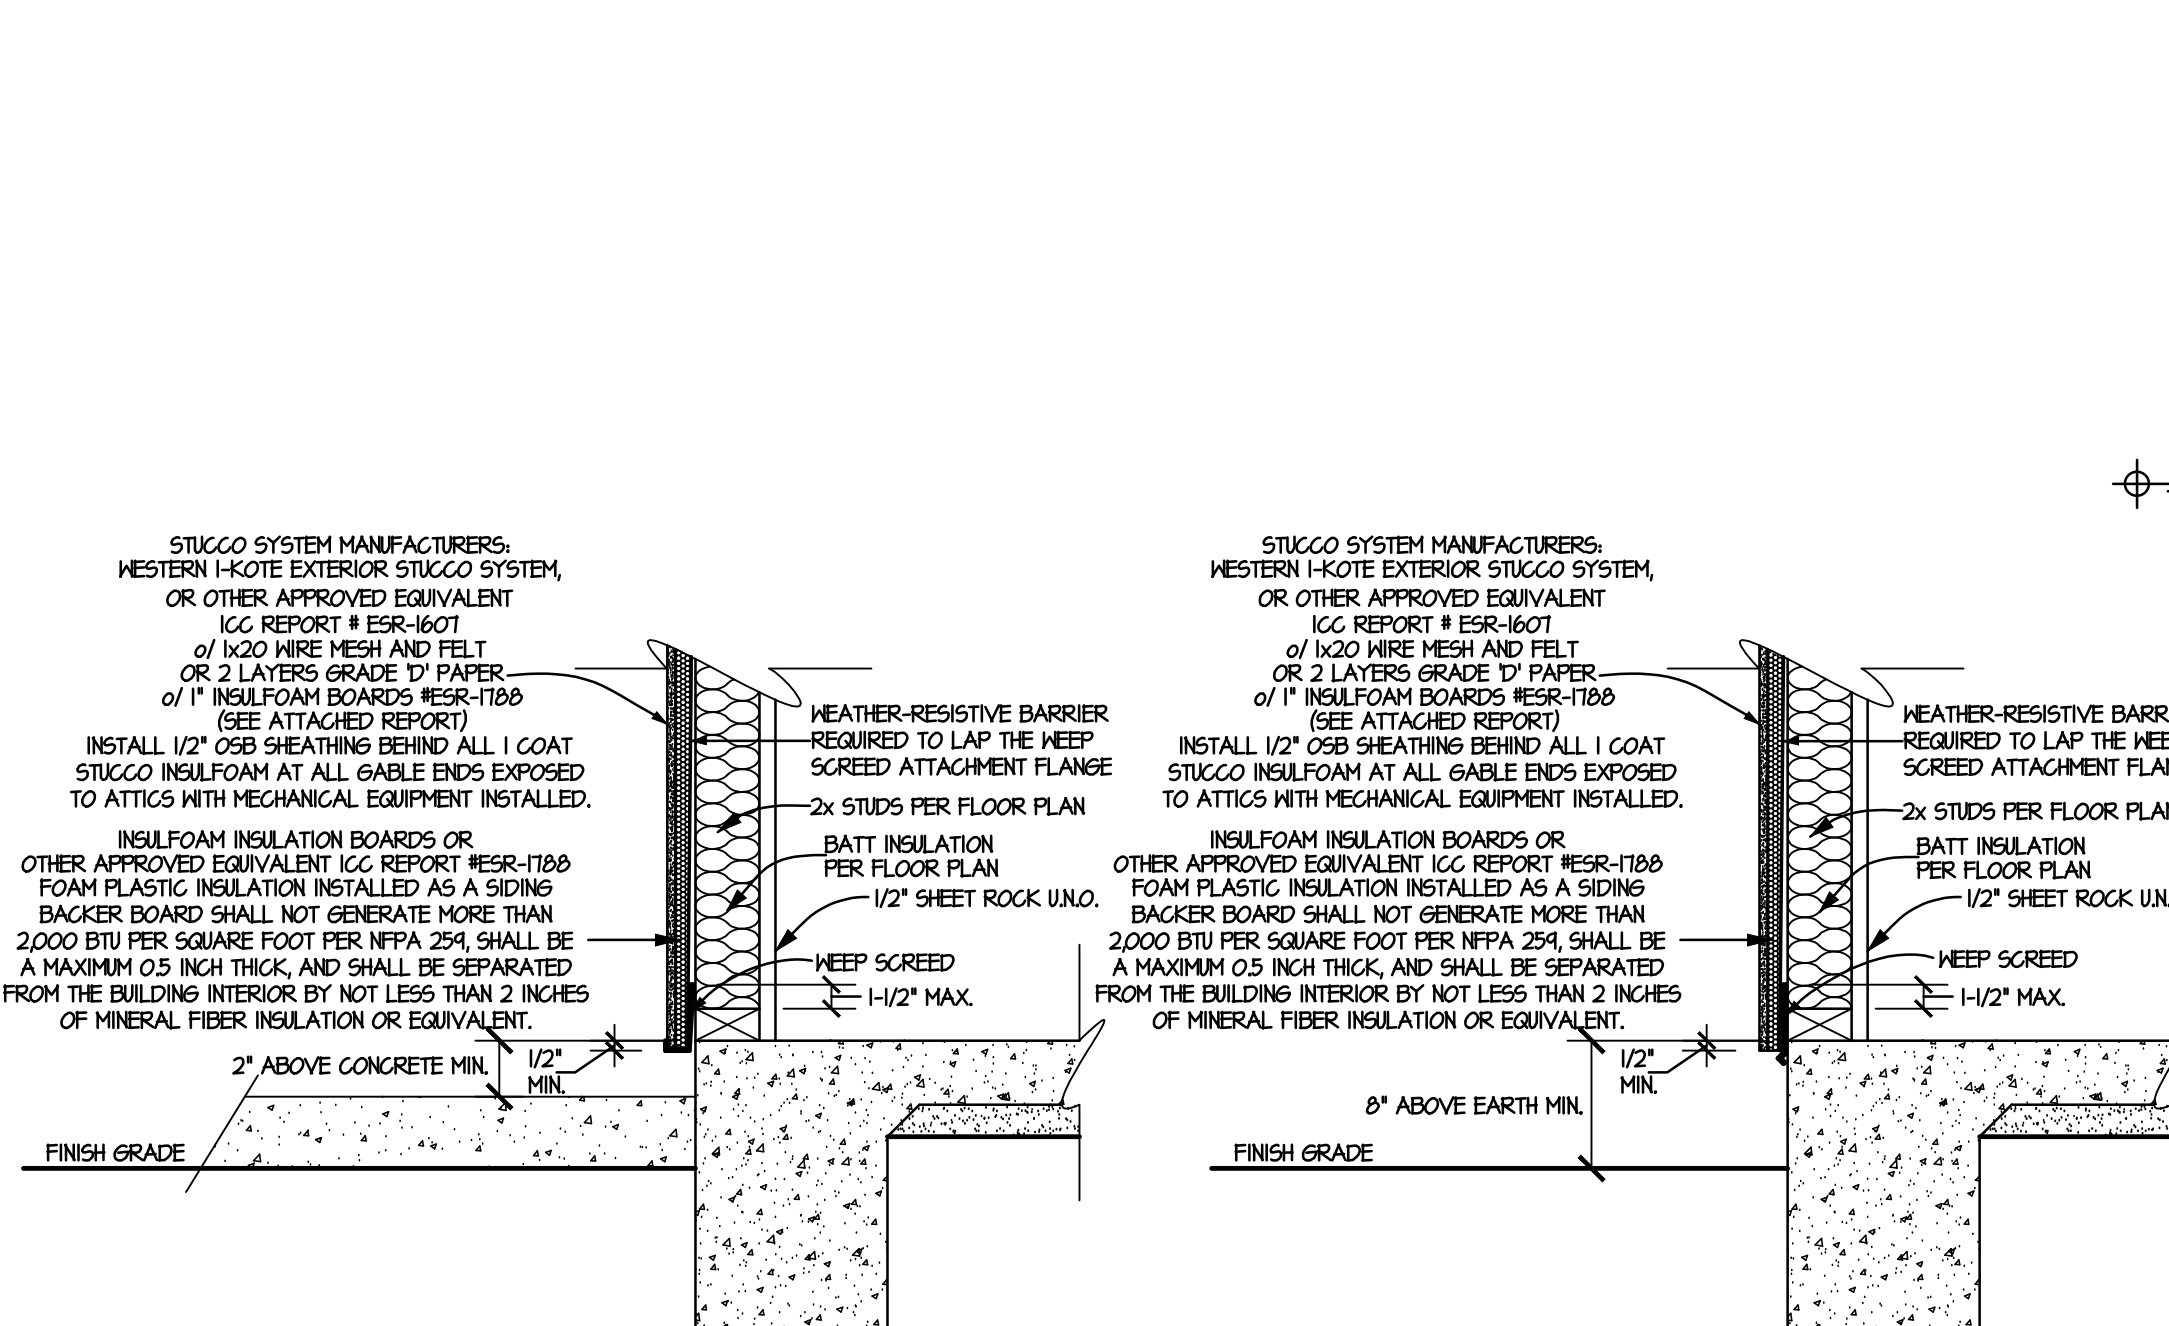 STUCCO SYSTEM MANUFACTURERS:
WESTERN 1-KOTE EXTERIOR STUCCO SYSTEM,
OR OTHER APPROVED EQUIVALENT
ICC REPORT # ESR-1607
o/ 1x20 WIRE MESH AND FELT
OR 2 LAYERS GRADE 'D' PAPER
o/ 1" INSULFOAM BOARDS #ESR-1788
(SEE ATTACHED REPORT)
INSTALL 1/2" OSB SHEATHING BEHIND ALL 1 COAT
STUCCO INSULFOAM AT ALL GABLE ENDS EXPOSED
TO ATTICS WITH MECHANICAL EQUIPMENT INSTALLED.
INSULFOAM INSULATION BOARDS OR
OTHER APPROVED EQUIVALENT ICC REPORT #ESR-1788
FOAM PLASTIC INSULATION INSTALLED AS A SIDING
BACKER BOARD SHALL NOT GENERATE MORE THAN
2,000 BTU PER SQUARE FOOT PER NFPA 259, SHALL BE
A MAXIMUM 0.5 INCH THICK, AND SHALL BE SEPARATED
FROM THE BUILDING INTERIOR BY NOT LESS THAN 2 INCHES
OF MINERAL FIBER INSULATION OR EQUIVALENT.
2" ABOVE CONCRETE MIN.
1/2"
MIN.
FINISH GRADE
WEATHER-RESISTIVE BARRIER
REQUIRED TO LAP THE WEEP
SCREED ATTACHMENT FLANGE
2x STUDS PER FLOOR PLAN
BATT INSULATION
PER FLOOR PLAN
1/2" SHEET ROCK U.N.O.
WEEP SCREED
1-1/2" MAX.
STUCCO SYSTEM MANUFACTURERS:
WESTERN 1-KOTE EXTERIOR STUCCO SYSTEM,
OR OTHER APPROVED EQUIVALENT
ICC REPORT # ESR-1607
o/ 1x20 WIRE MESH AND FELT
OR 2 LAYERS GRADE 'D' PAPER
o/ 1" INSULFOAM BOARDS #ESR-1788
(SEE ATTACHED REPORT)
INSTALL 1/2" OSB SHEATHING BEHIND ALL 1 COAT
STUCCO INSULFOAM AT ALL GABLE ENDS EXPOSED
TO ATTICS WITH MECHANICAL EQUIPMENT INSTALLED.
INSULFOAM INSULATION BOARDS OR
OTHER APPROVED EQUIVALENT ICC REPORT #ESR-1788
FOAM PLASTIC INSULATION INSTALLED AS A SIDING
BACKER BOARD SHALL NOT GENERATE MORE THAN
2,000 BTU PER SQUARE FOOT PER NFPA 259, SHALL BE
A MAXIMUM 0.5 INCH THICK, AND SHALL BE SEPARATED
FROM THE BUILDING INTERIOR BY NOT LESS THAN 2 INCHES
OF MINERAL FIBER INSULATION OR EQUIVALENT.
1/2"
MIN.
8" ABOVE EARTH MIN.
FINISH GRADE
WEATHER-RESISTIVE BARR
REQUIRED TO LAP THE WEE
SCREED ATTACHMENT FLAN
2x STUDS PER FLOOR PLAN
BATT INSULATION
PER FLOOR PLAN
1/2" SHEET ROCK U.N.
WEEP SCREED
1-1/2" MAX.